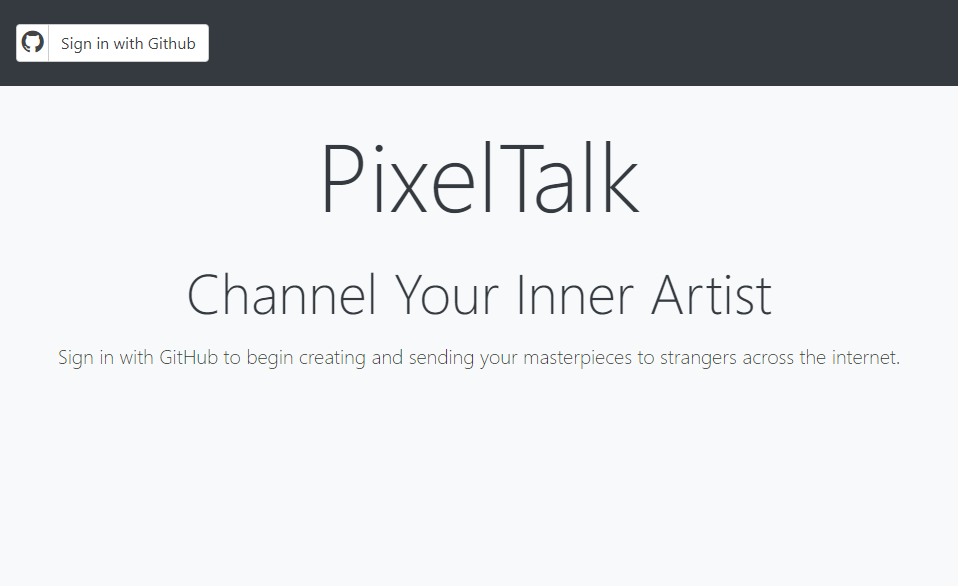 Sign in with Github
PixelTalk
Channel Your Inner Artist
Sign in with GitHub to begin creating and sending your masterpieces to strangers across the internet.